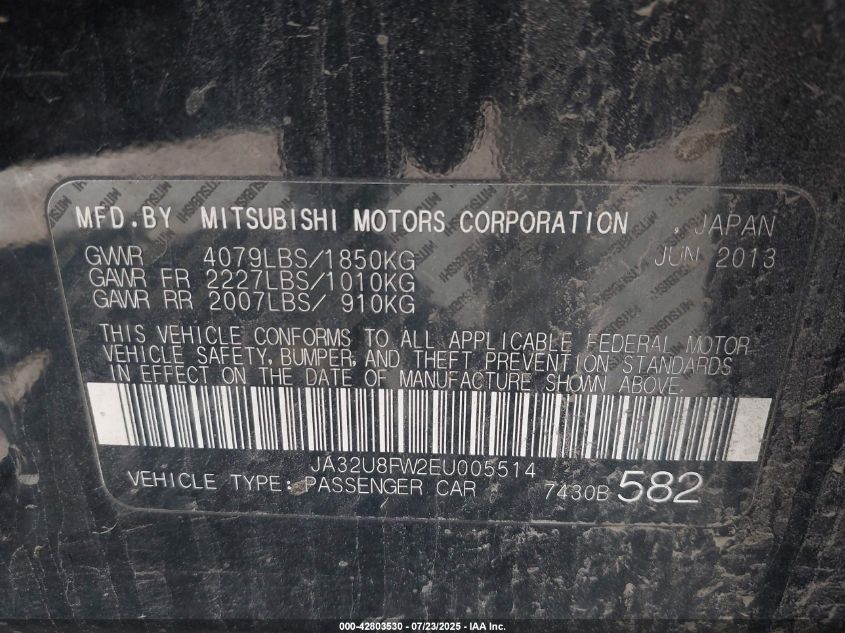 MFD.BY MITSUBISHI MOTORS CORPORATION , JAPAN
GVWR 4079LBS/1850KG JUN 2013
GAWR FR 2227LBS/1010KG
GAWR RR 2007LBS/ 910KG
THIS VEHICLE CONFORMS TO ALL APPLICABLE FEDERAL MOTOR
VEHICLE SAFETY, BUMPER, AND THEFT PREVENTION STANDARDS
IN EFFECT ON THE DATE OF MANUFACTURE SHOWN ABOVE.
JA32U8FW2EU005514
VEHICLE TYPE: PASSENGER CAR 7430B 582
000-42803530 - 07/23/2025 - IAA Inc.